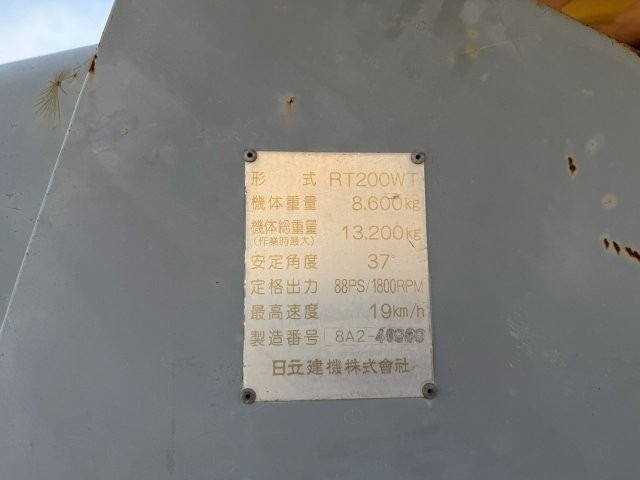 形 式 RT200WT
機体重量 8.600kg
機体総重量 13.200kg
(作業時最大)
安定角度 37°
定格出力 88PS/1800RPM
最高速度 19km/h
製造番号 8A2-
日立建機株式會社